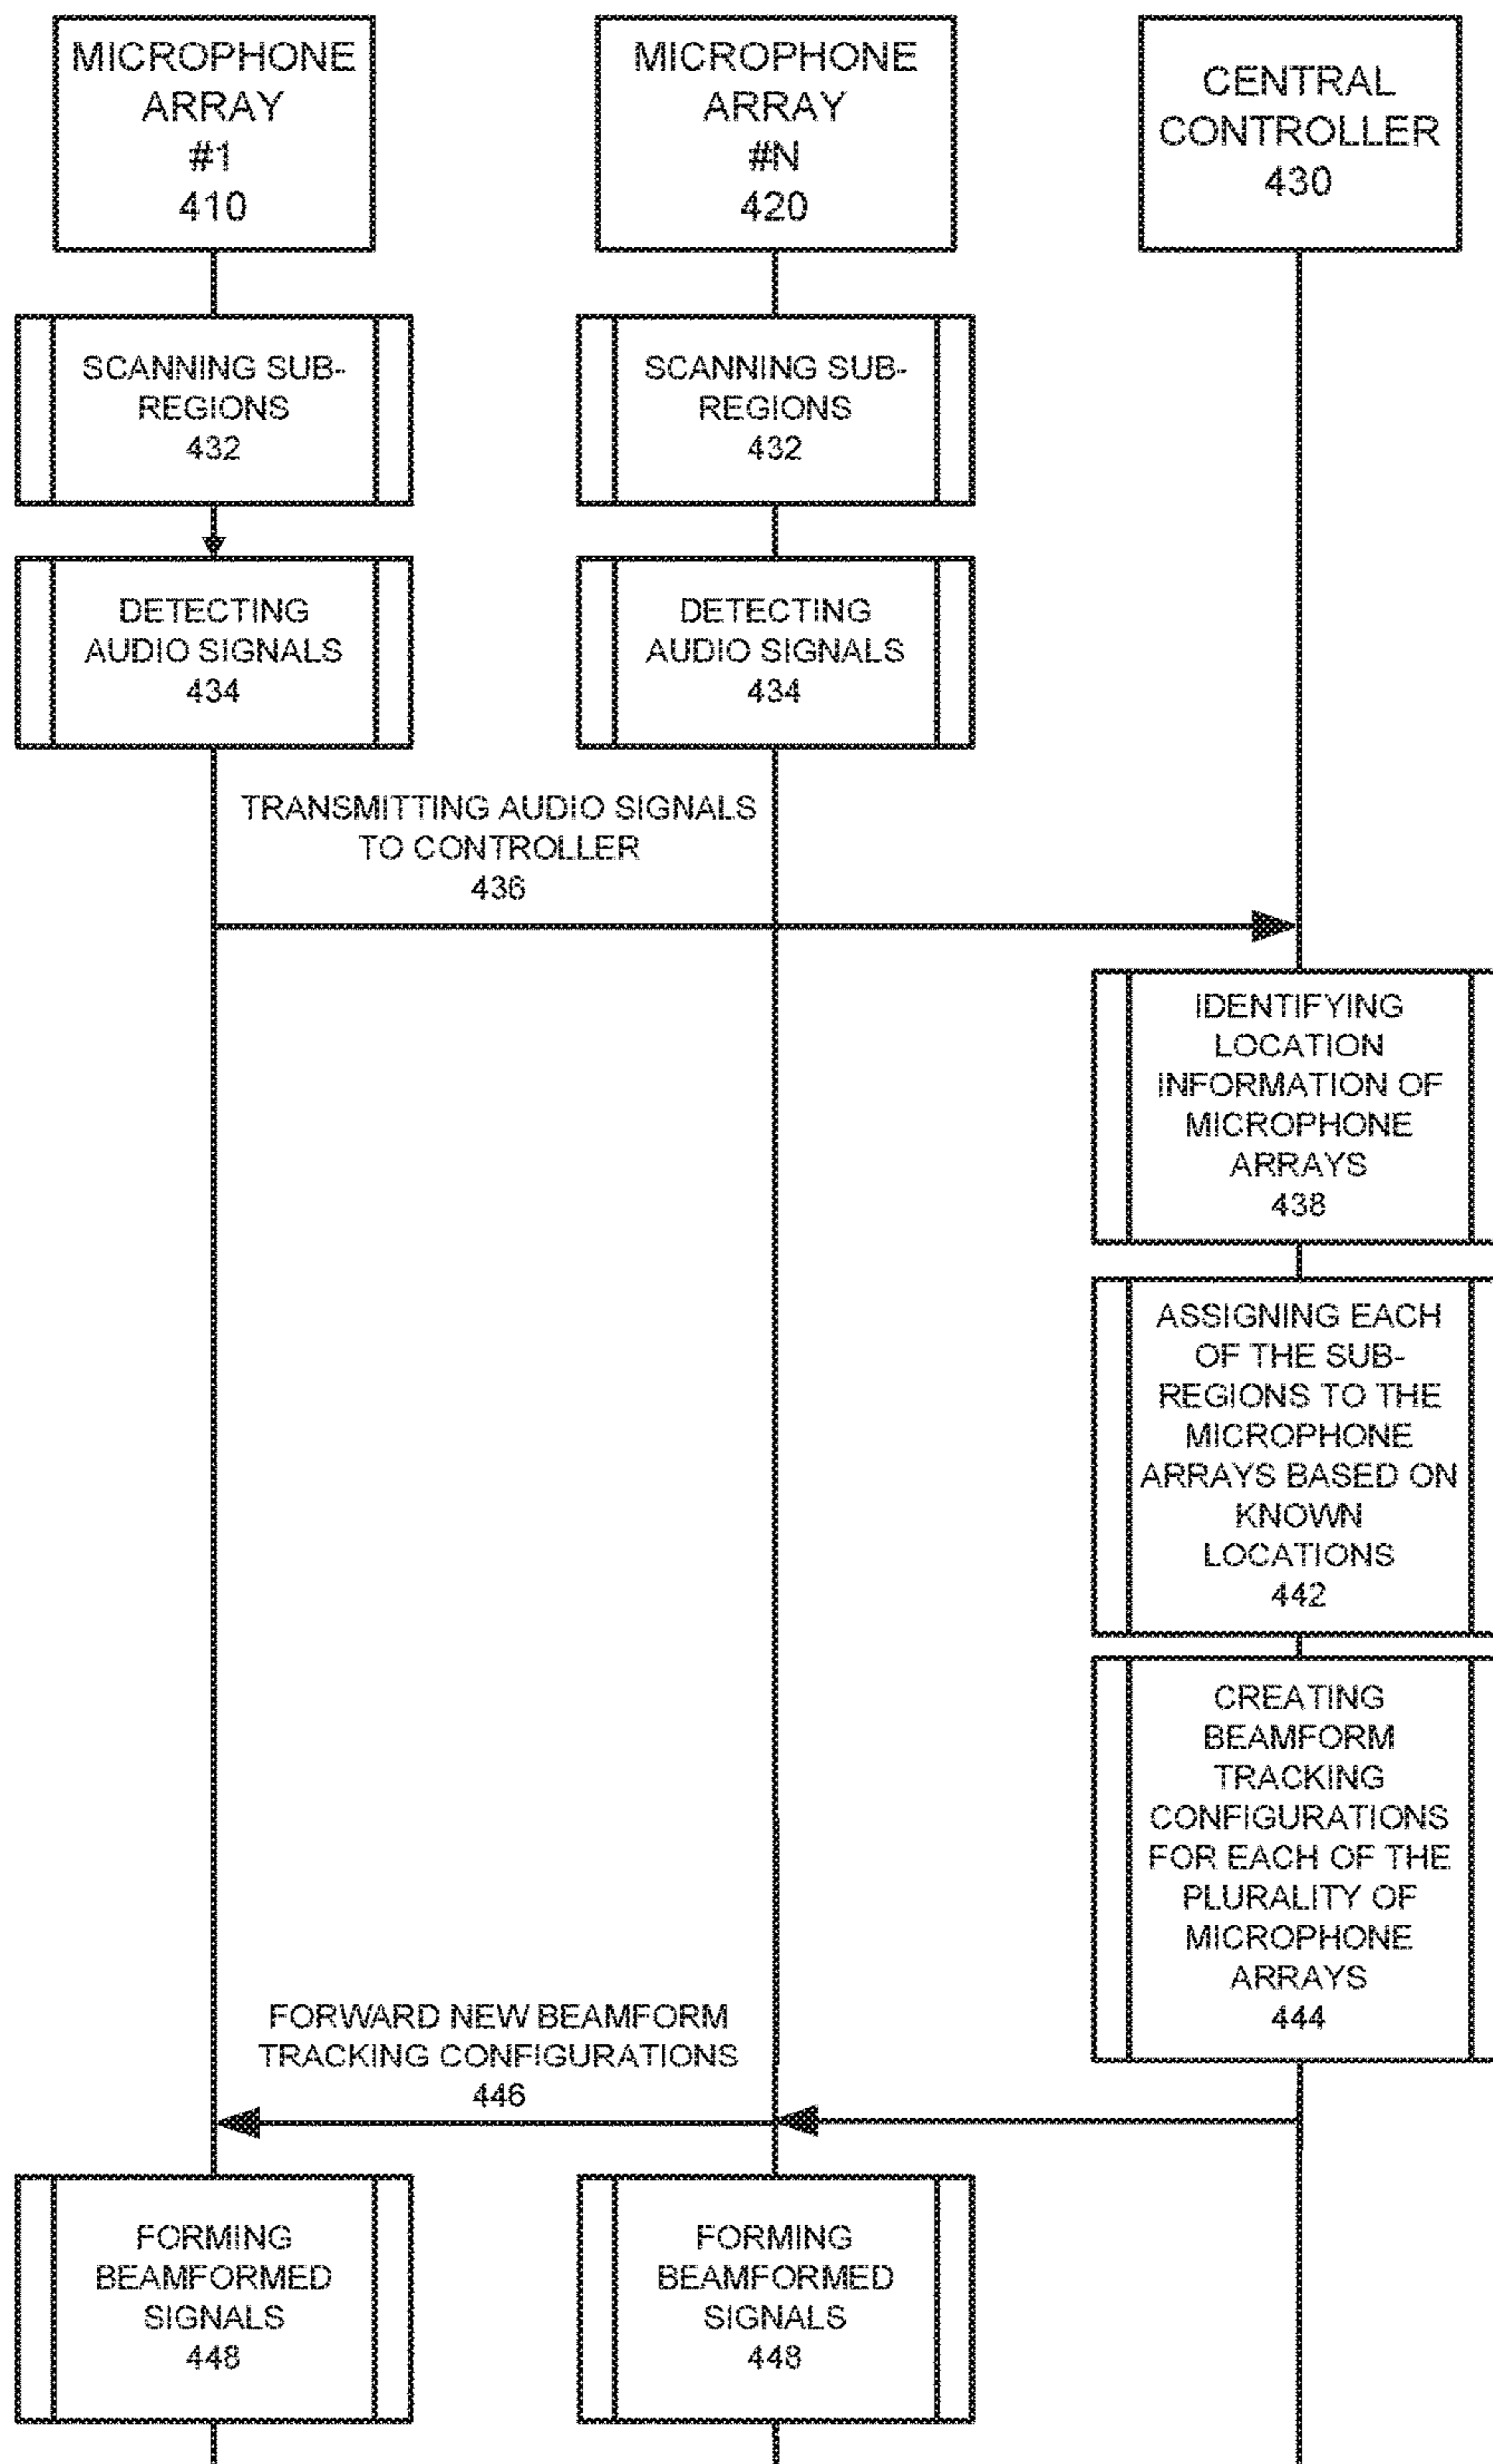 MICROPHONE
ARRAY
#1
410
MICROPHONE
ARRAY
#N
420
CENTRAL
CONTROLLER
430
SCANNING SUB-
REGIONS
432
SCANNING SUB-
REGIONS
432
DETECTING
AUDIO SIGNALS
434
DETECTING
AUDIO SIGNALS
434
TRANSMITTING AUDIO SIGNALS
TO CONTROLLER
436
IDENTIFYING
LOCATION
INFORMATION OF
MICROPHONE
ARRAYS
438
ASSIGNING EACH
OF THE SUB-
REGIONS TO THE
MICROPHONE
ARRAYS BASED ON
KNOWN
LOCATIONS
442
CREATING
BEAMFORM
TRACKING
CONFIGURATIONS
FOR EACH OF THE
PLURALITY OF
MICROPHONE
ARRAYS
444
FORWARD NEW BEAMFORM
TRACKING CONFIGURATIONS
446
FORMING
BEAMFORMED
SIGNALS
448
FORMING
BEAMFORMED
SIGNALS
448